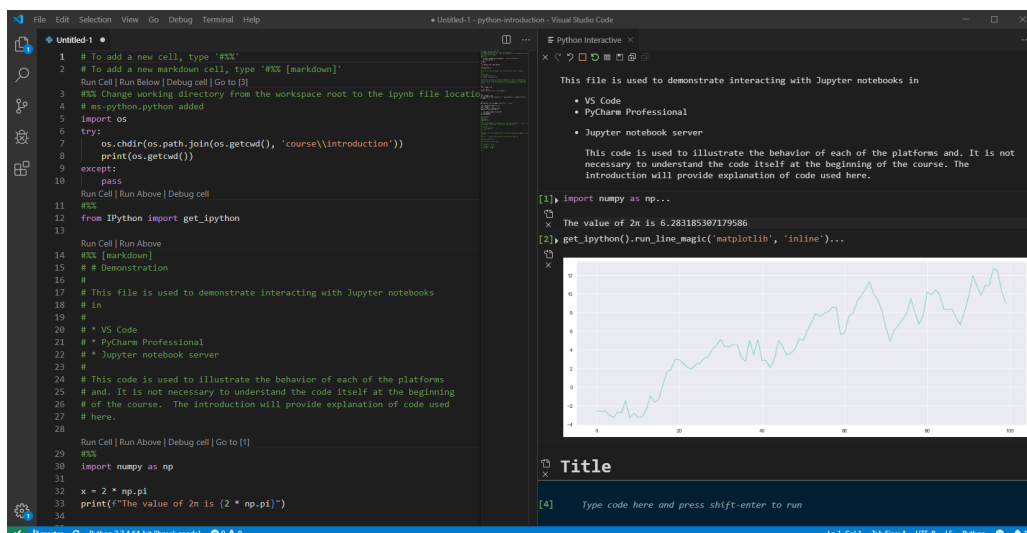 File Edit Selection View Go Debug Terminal Help
● Untitled-1 - python-introduction - Visual Studio Code
Untitled-1 ●
1 # To add a new cell, type '#%%'
2 # To add a new markdown cell, type '#%% [markdown]'
Run Cell | Run Below | Debug cell | Go to [3]
3 #%% Change working directory from the workspace root to the ipynb file locatio
4 # ms-python.python added
5 import os
6 try:
7 os.chdir(os.path.join(os.getcwd(), 'course\\introduction'))
8 print(os.getcwd())
9 except:
10 pass
Run Cell | Run Above | Debug cell
11 #%%
12 from IPython import get_ipython
13
Run Cell | Run Above
14 #%% [markdown]
15 # # Demonstration
16 #
17 # This file is used to demonstrate interacting with Jupyter notebooks
18 # in
19 #
20 # * VS Code
21 # * PyCharm Professional
22 # * Jupyter notebook server
23 #
24 # This code is used to illustrate the behavior of each of the platforms
25 # and. It is not necessary to understand the code itself at the beginning
26 # of the course.  The introduction will provide explanation of code used
27 # here.
28
Run Cell | Run Above | Debug cell | Go to [1]
29 #%%
30 import numpy as np
31
32 x = 2 * np.pi
33 print(f"The value of 2π is {2 * np.pi}")
34
Python Interactive ×
This file is used to demonstrate interacting with Jupyter notebooks in
• VS Code
• PyCharm Professional
• Jupyter notebook server
This code is used to illustrate the behavior of each of the platforms and. It is not
necessary to understand the code itself at the beginning of the course. The
introduction will provide explanation of code used here.
[1] import numpy as np...
The value of 2π is 6.283185307179586
[2] get_ipython().run_line_magic('matplotlib', 'inline')...
12
10
8
6
4
2
0
-2
-4
0 20 40 60 80 100
Title
[4] Type code here and press shift-enter to run